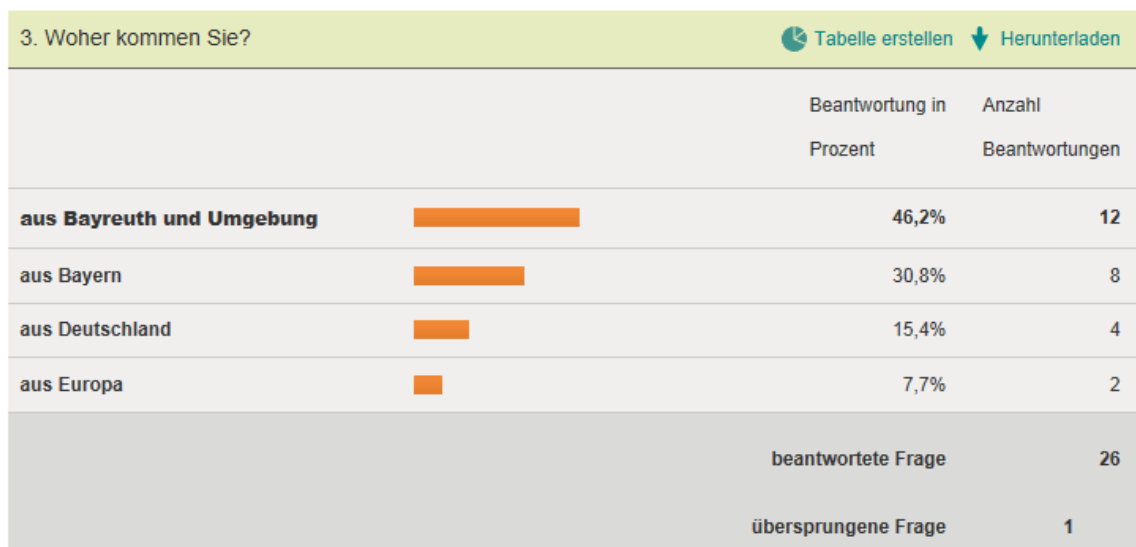 3. Woher kommen Sie? Tabelle erstellen Herunterladen
Beantwortung in Anzahl
Prozent Beantwortungen
aus Bayreuth und Umgebung 46,2% 12
aus Bayern 30,8% 8
aus Deutschland 15,4% 4
aus Europa 7,7% 2
beantwortete Frage 26
übersprungene Frage 1